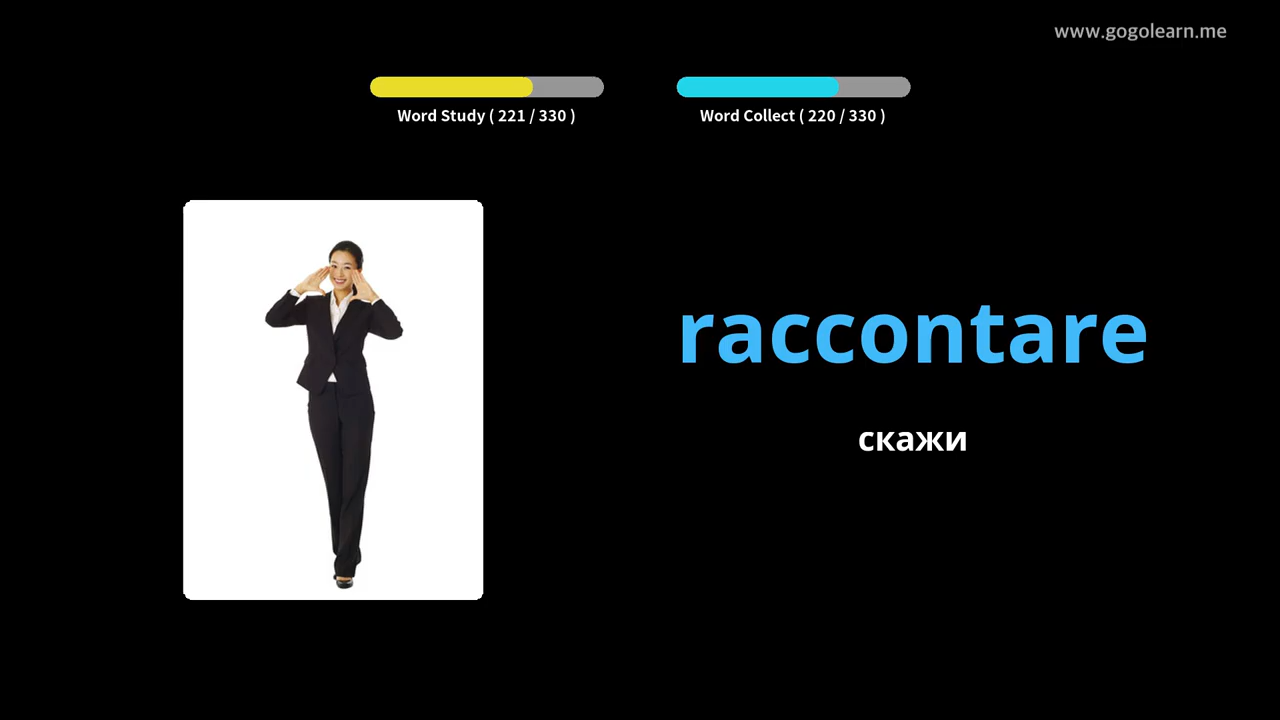 www.gogolearn.me
Word Study ( 221 / 330 )
Word Collect ( 220 / 330 )
raccontare
скажи